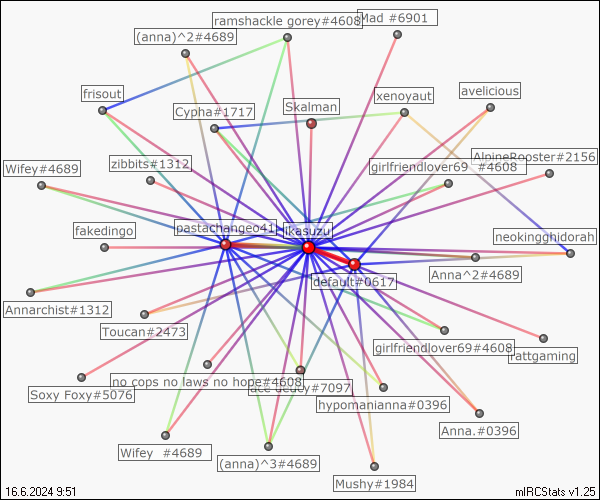 ramshackle gorey#4608
Mad #6901
(anna)^2#4689
frisout
xenoyaut
avelicious
Cypha#1717
Skalman
Wifey#4689
zibbits#1312
girlfriendlover69 #4608
AlpineRooster#2156
fakedingo
pastachangeo41
ikasuzu
neokingghidorah
Anna^2#4689
default#0617
Annarchist#1312
Toucan#2473
girlfriendlover69#4608
rattgaming
Soxy Foxy#5076
no cops no laws no hope#4608
ace deucy#7097
hypomanianna#0396
Anna.#0396
Wifey #4689
(anna)^3#4689
Mushy#1984
16.6.2024 9:51
mIRCStats v1.25